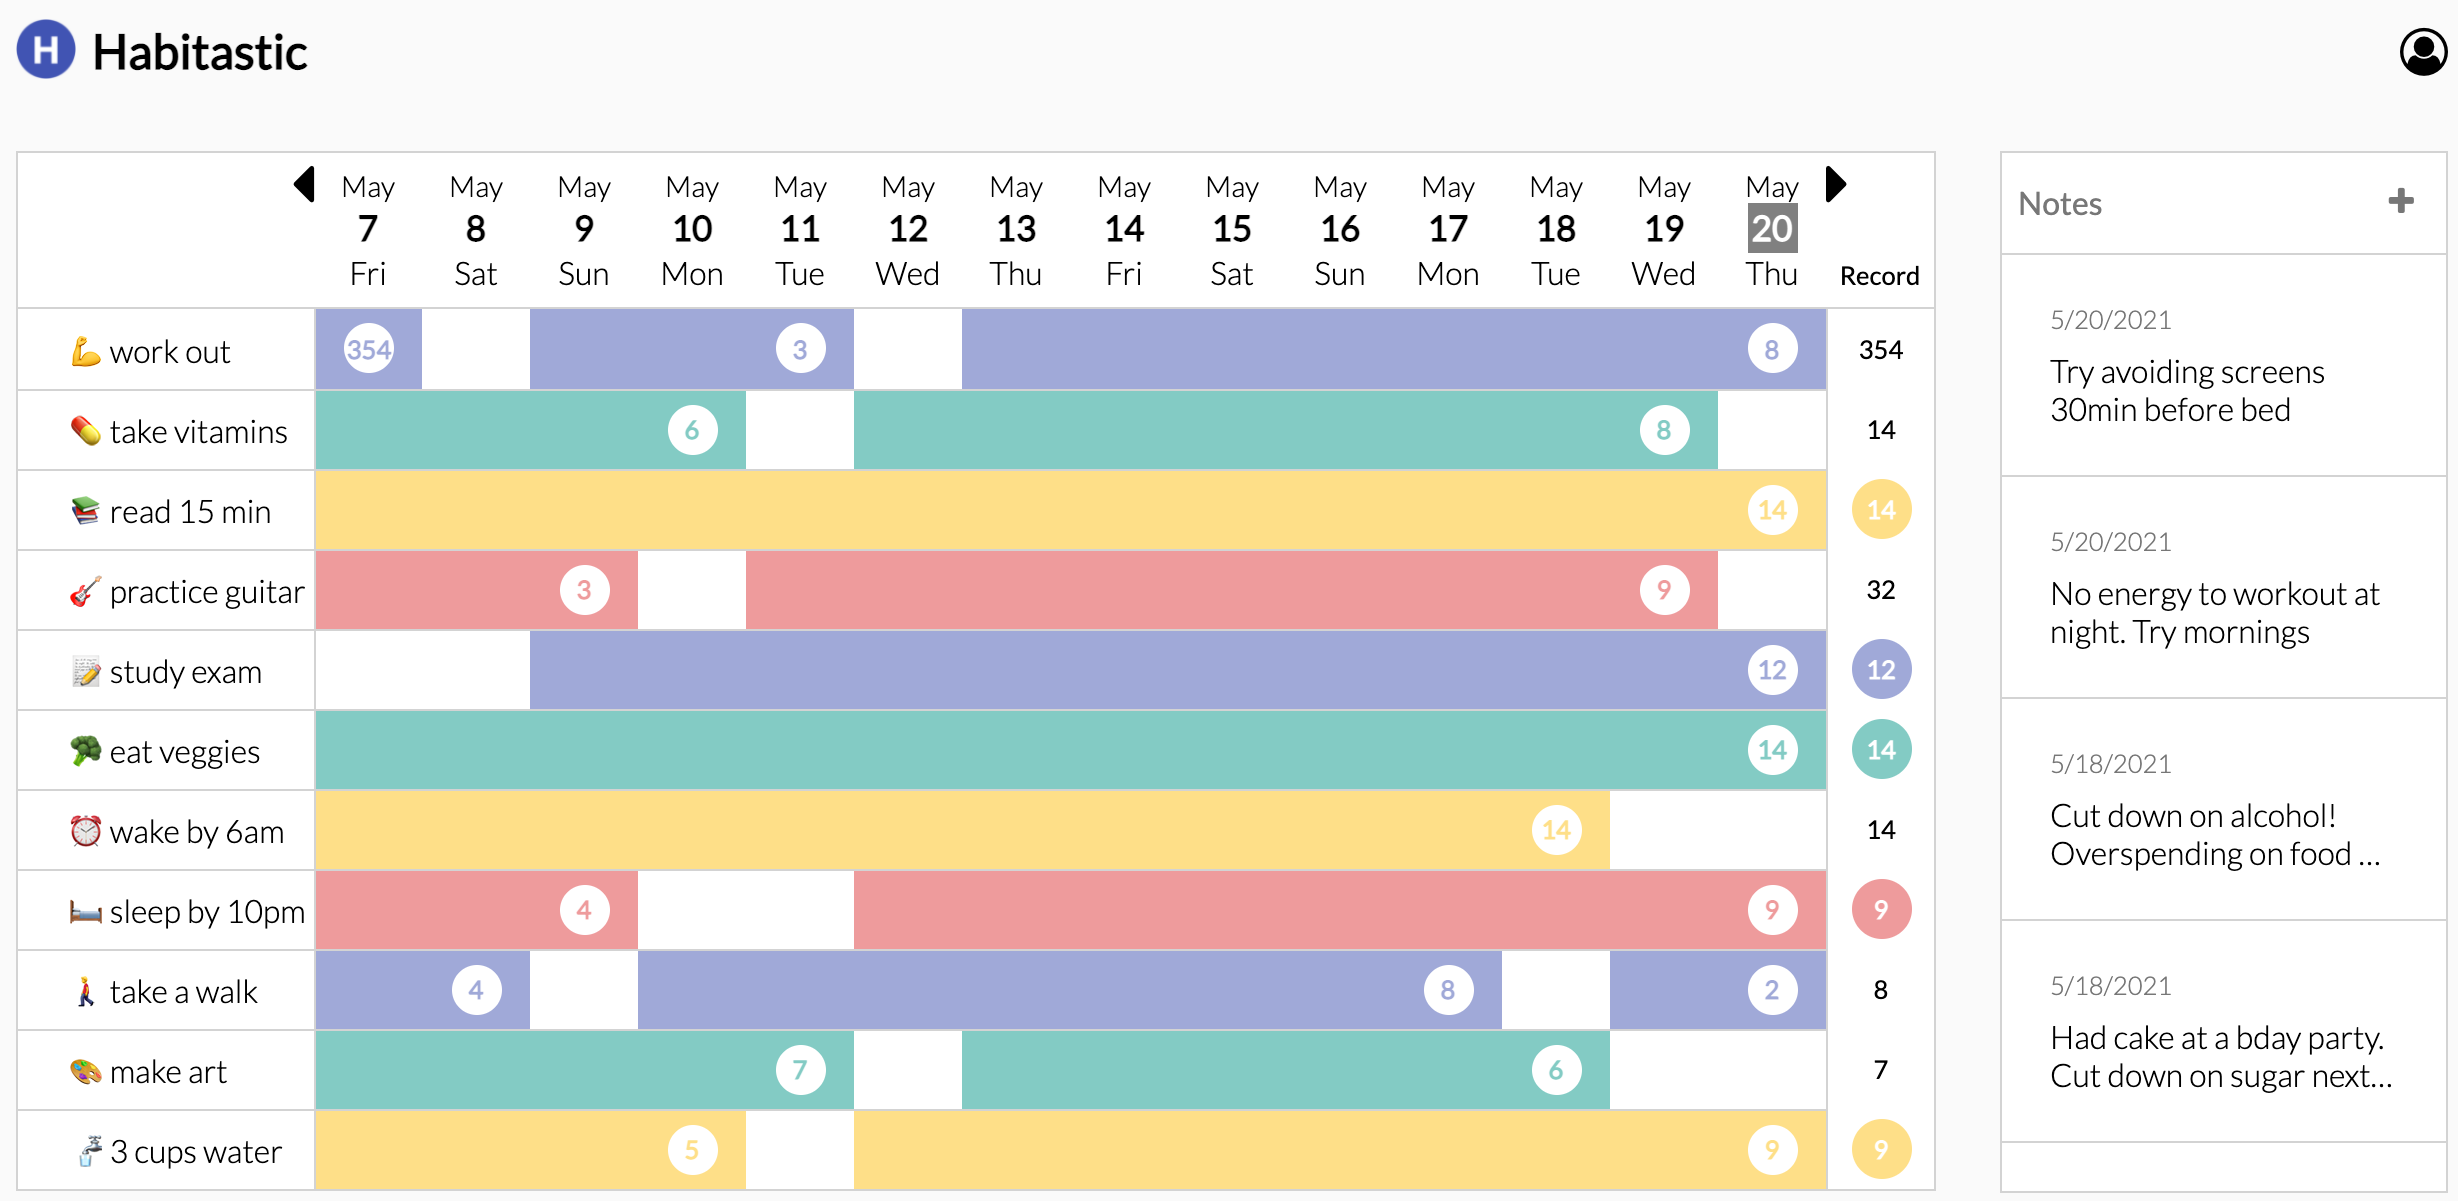 H Habitastic
May May May May May May May May May May May May May May
7 8 9 10 11 12 13 14 15 16 17 18 19 20
Fri Sat Sun Mon Tue Wed Thu Fri Sat Sun Mon Tue Wed Thu Record
work out 354 3 8 354
take vitamins 6 8 14
read 15 min 14 14
practice guitar 3 9 32
study exam 12 12
eat veggies 14 14
wake by 6am 14 14
sleep by 10pm 4 9 9
take a walk 4 8 2 8
make art 7 6 7
3 cups water 5 9 9
Notes +
5/20/2021
Try avoiding screens
30min before bed
5/20/2021
No energy to workout at
night. Try mornings
5/18/2021
Cut down on alcohol!
Overspending on food ...
5/18/2021
Had cake at a bday party.
Cut down on sugar next...